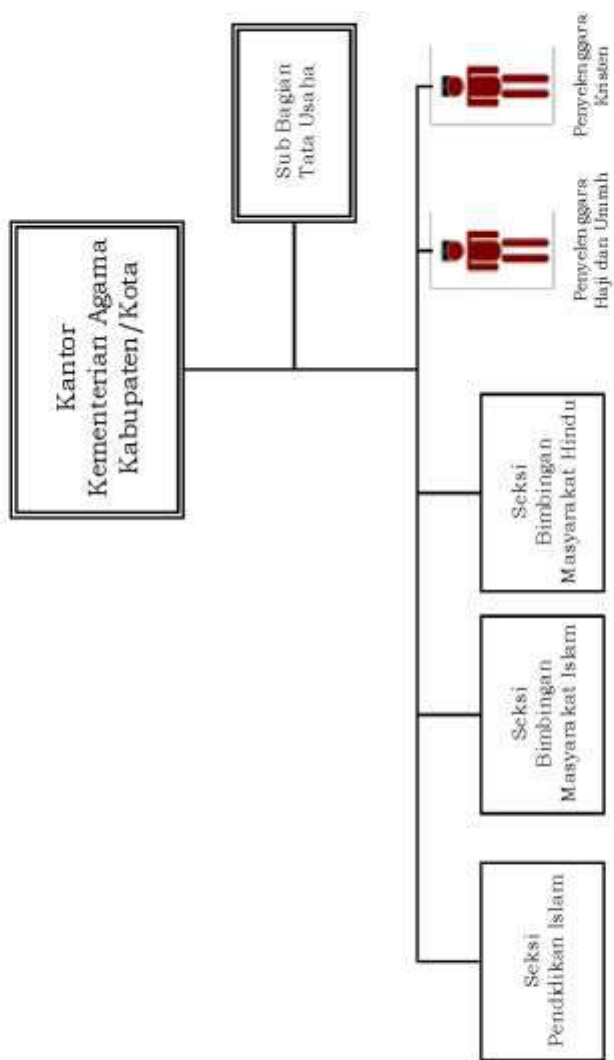 Kantor
Kementerian Agama
Kabupaten/Kota
Sub Bagian
Tata Usaha
Seksi
Pendidikan Islam
Seksi
Bimbingan
Masyarakat Islam
Seksi
Bimbingan
Masyarakat Hindu
Penyelenggara
Haji dan Umrah
Penyelenggara
Kristen